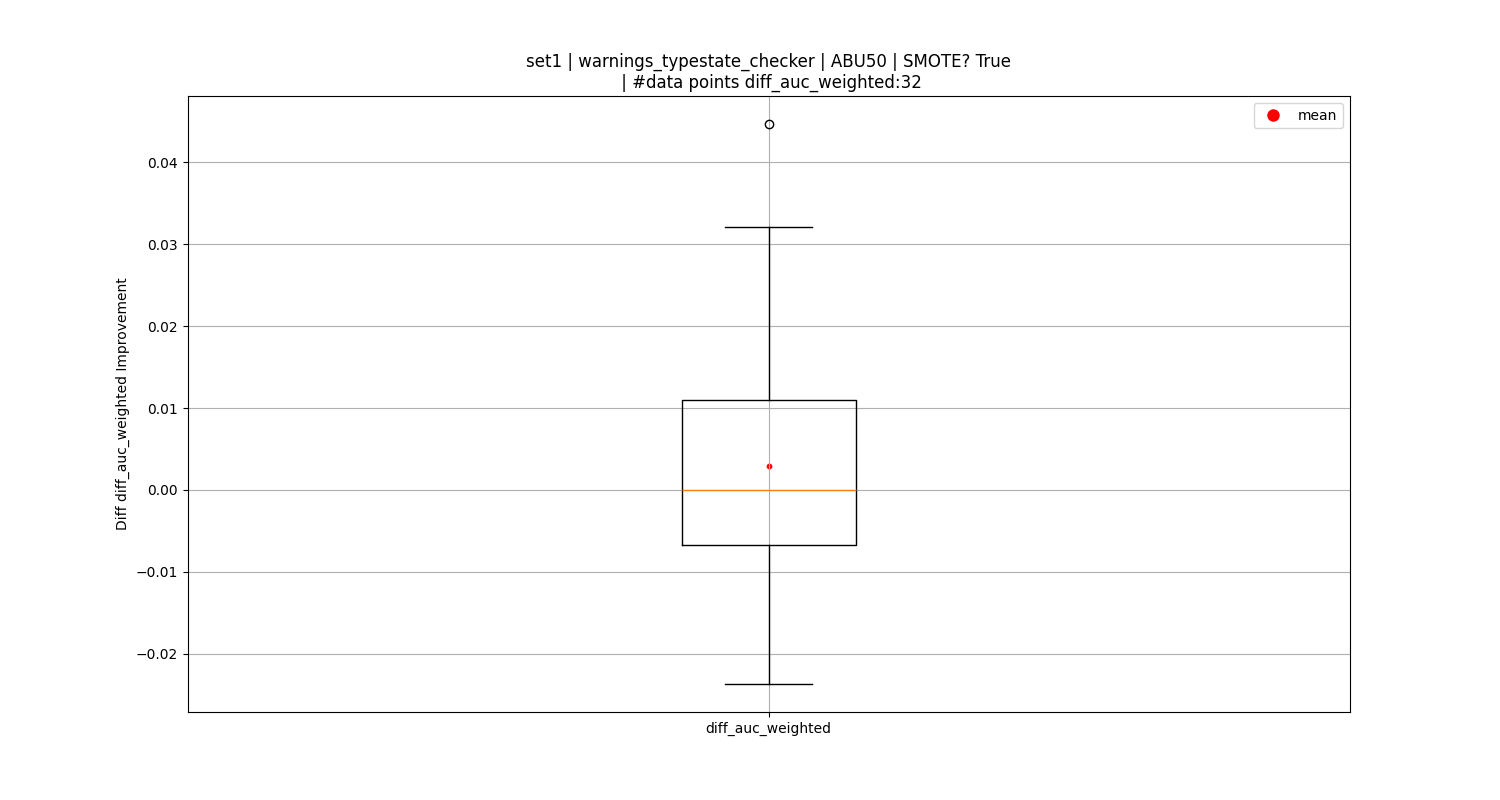 set1 | warnings_typestate_checker | ABU50 | SMOTE? True
| #data points diff_auc_weighted:32
mean
0.04
0.03
0.02
0.01
0.00
−0.01
−0.02
Diff diff_auc_weighted Improvement
diff_auc_weighted